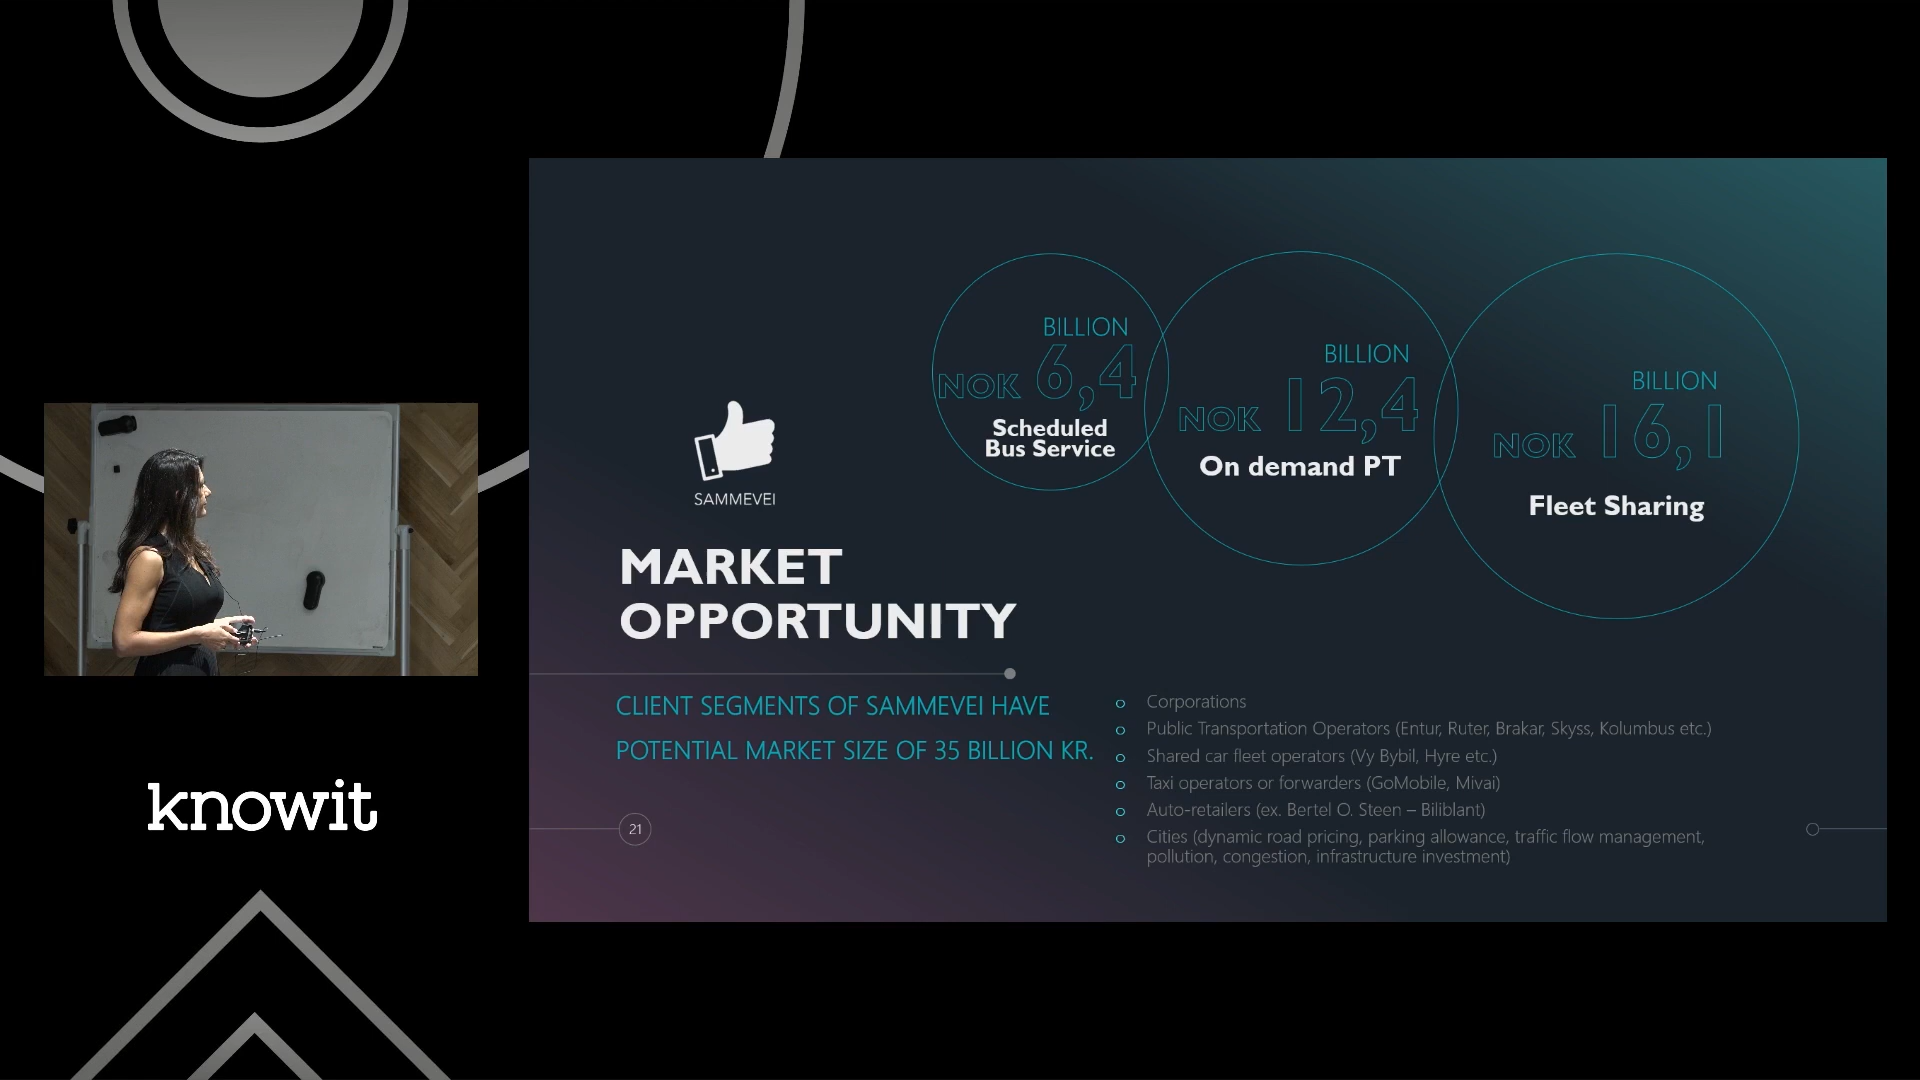 BILLION
NOK 6,4
Scheduled
Bus Service
BILLION
NOK 12,4
On demand PT
BILLION
NOK 16,1
Fleet Sharing
SAMMEVEI
MARKET
OPPORTUNITY
CLIENT SEGMENTS OF SAMMEVEI HAVE
POTENTIAL MARKET SIZE OF 35 BILLION KR.
21
o Corporations
o Public Transportation Operators (Entur, Ruter, Brakar, Skyss, Kolumbus etc.)
o Shared car fleet operators (Vy Bybil, Hyre etc.)
o Taxi operators or forwarders (GoMobile, Mivai)
o Auto-retailers (ex. Bertel O. Steen – Biliblant)
o Cities (dynamic road pricing, parking allowance, traffic flow management,
pollution, congestion, infrastructure investment)
knowit